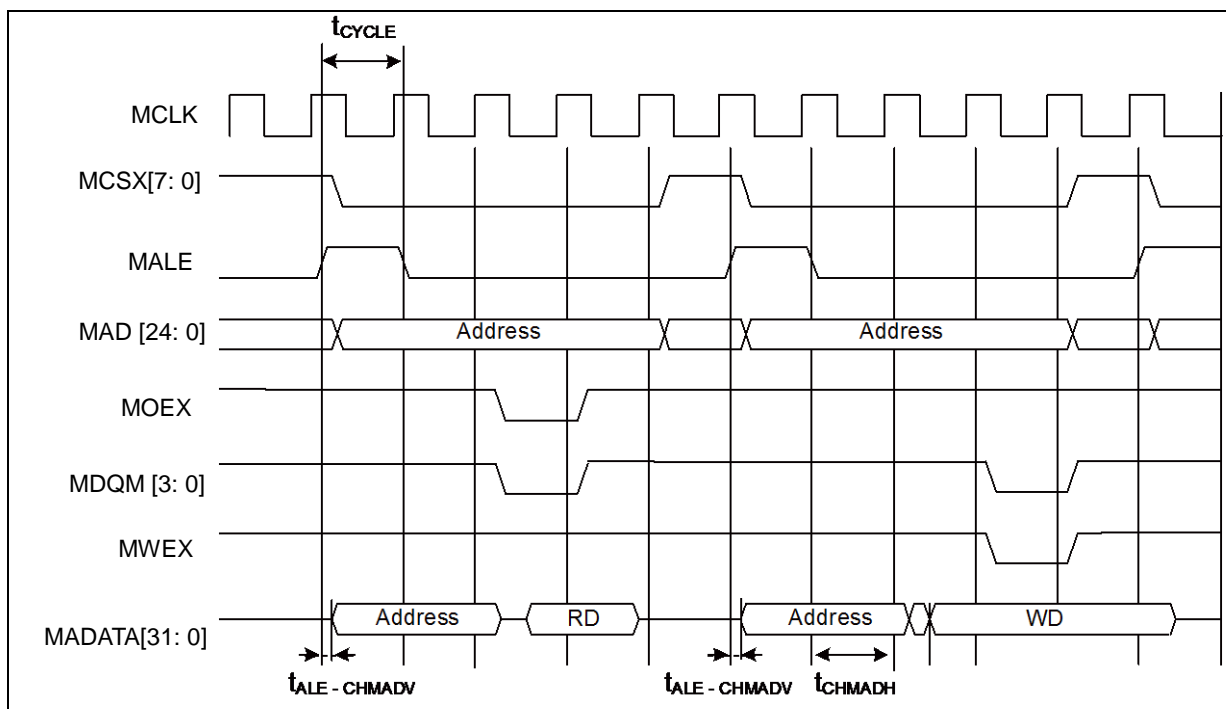 tCYCLE
MCLK
MCSX[7: 0]
MALE
MAD [24: 0]
Address
Address
MOEX
MDQM [3: 0]
MWEX
MADATA[31: 0]
Address
RD
Address
WD
tALE - CHMADV
tALE - CHMADV
tCHMADH